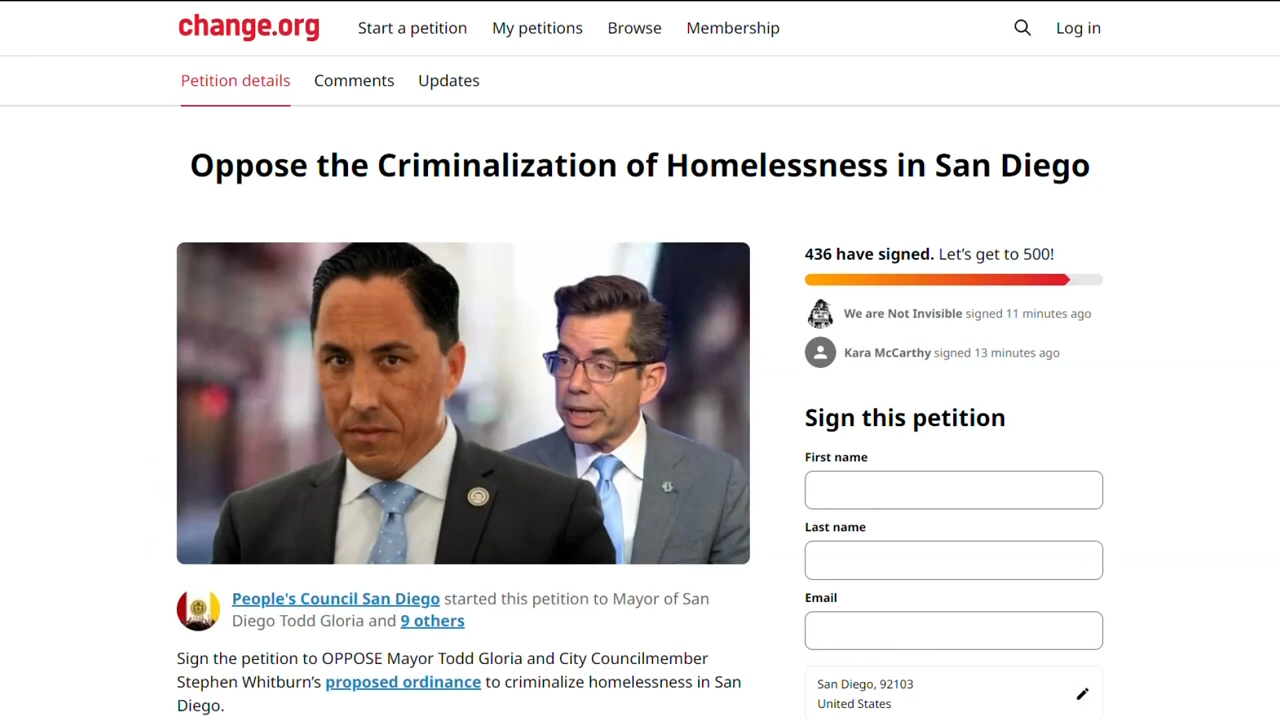 change.org Start a petition My petitions Browse Membership Log in
Petition details Comments Updates
Oppose the Criminalization of Homelessness in San Diego
436 have signed. Let's get to 500!
We are Not Invisible signed 11 minutes ago
Kara McCarthy signed 13 minutes ago
Sign this petition
First name
Last name
Email
San Diego, 92103
United States
People's Council San Diego started this petition to Mayor of San
Diego Todd Gloria and 9 others
Sign the petition to OPPOSE Mayor Todd Gloria and City Councilmember
Stephen Whitburn's proposed ordinance to criminalize homelessness in San
Diego.